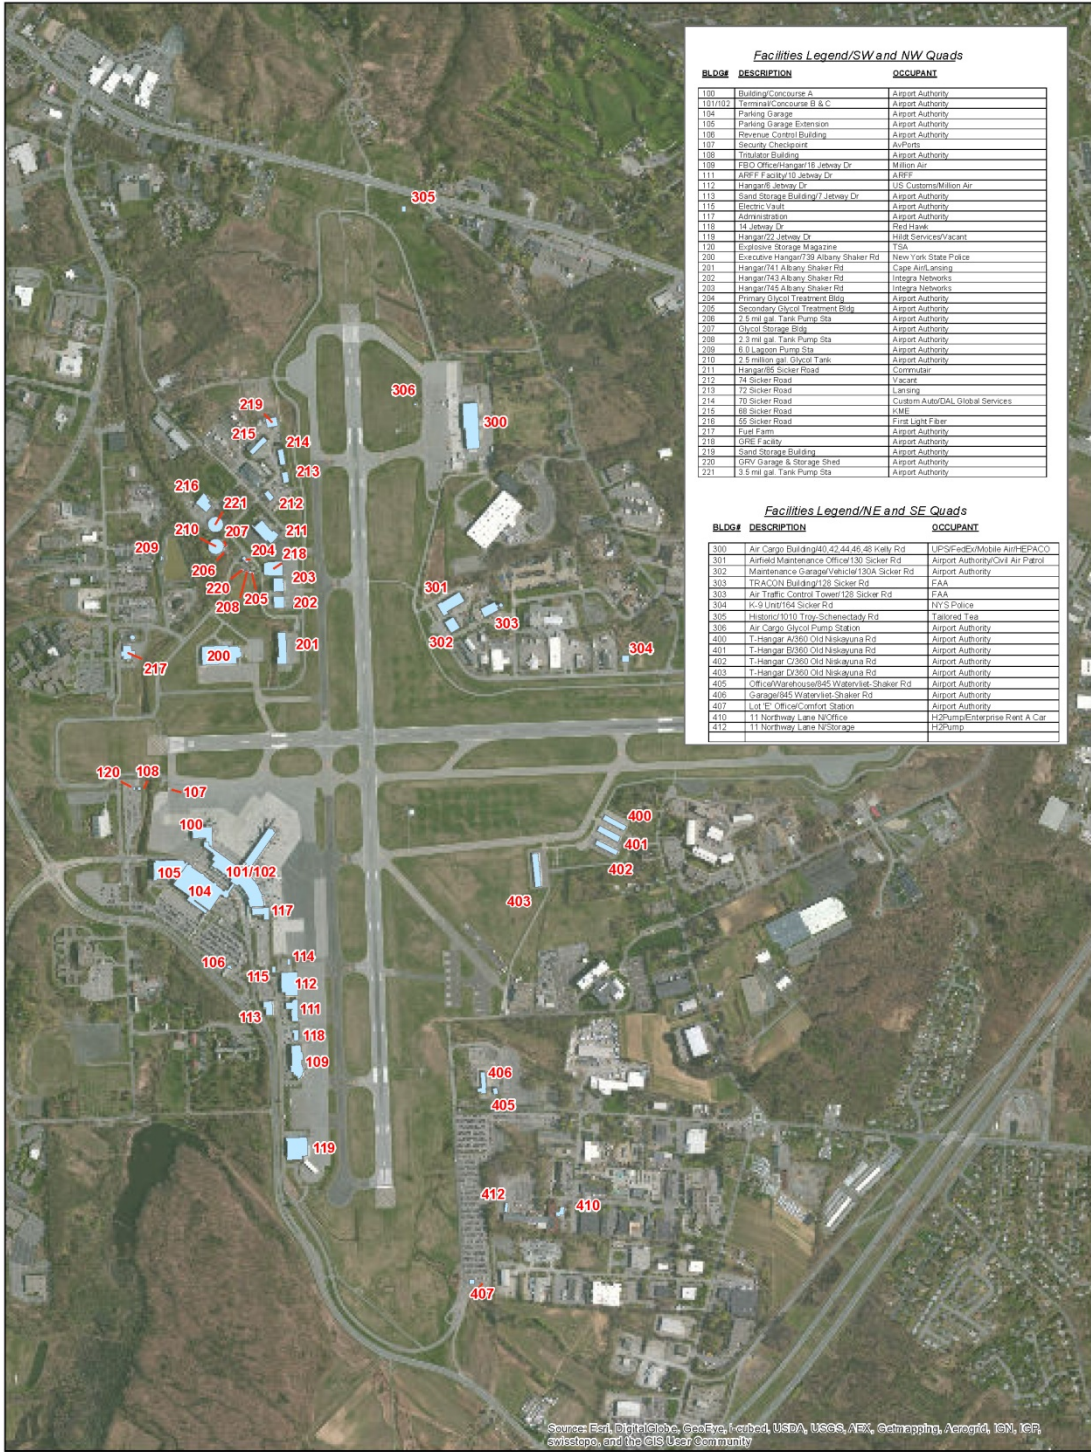 Facilities Legend/SW and NW Quads
BLDG# DESCRIPTION OCCUPANT
100 Building/Concourse A Airport Authority
101/102 Terminal/Concourse B & C Airport Authority
104 Parking Garage Airport Authority
105 Parking Garage Extension Airport Authority
106 Revenue Control Building Airport Authority
107 Security Checkpoint AvPorts
108 Tritulator Building Airport Authority
109 FBO Office/Hangar/16 Jetway Dr Million Air
111 ARFF Facility/10 Jetway Dr ARFF
112 Hangar/6 Jetway Dr US Customs/Million Air
113 Sand Storage Building/7 Jetway Dr Airport Authority
115 Electric Vault Airport Authority
117 Administration Airport Authority
118 14 Jetway Dr Red Hawk
119 Hangar/22 Jetway Dr Hildt Services/Vacant
120 Explosive Storage Magazine TSA
200 Executive Hangar/739 Albany Shaker Rd New York State Police
201 Hangar/741 Albany Shaker Rd Cape Air/Lansing
202 Hangar/743 Albany Shaker Rd Integra Networks
203 Hangar/745 Albany Shaker Rd Integra Networks
204 Primary Glycol Treatment Bldg Airport Authority
205 Secondary Glycol Treatment Bldg Airport Authority
206 2.5 mil gal. Tank Pump Sta Airport Authority
207 Glycol Storage Bldg Airport Authority
208 2.3 mil gal. Tank Pump Sta Airport Authority
209 6.0 Lagoon Pump Sta Airport Authority
210 2.5 million gal. Glycol Tank Airport Authority
211 Hangar/85 Sicker Road Commutair
212 74 Sicker Road Vacant
213 72 Sicker Road Lansing
214 70 Sicker Road Custom Auto/DAL Global Services
215 68 Sicker Road KME
216 55 Sicker Road First Light Fiber
217 Fuel Farm Airport Authority
218 GRE Facility Airport Authority
219 Sand Storage Building Airport Authority
220 GRV Garage & Storage Shed Airport Authority
221 3.5 mil gal. Tank Pump Sta Airport Authority
Facilities Legend/NE and SE Quads
BLDG# DESCRIPTION OCCUPANT
300 Air Cargo Building/40,42,44,46,48 Kelly Rd UPS/FedEx/Mobile Air/HEPACO
301 Airfield Maintenance Office/130 Sicker Rd Airport Authority/Civil Air Patrol
302 Maintenance Garage/Vehicle/130A Sicker Rd Airport Authority
303 TRACON Building/128 Sicker Rd FAA
303 Air Traffic Control Tower/128 Sicker Rd FAA
304 K-9 Unit/164 Sicker Rd NYS Police
305 Historic/1010 Troy-Schenectady Rd Tailored Tea
306 Air Cargo Glycol Pump Station Airport Authority
400 T-Hangar A/360 Old Niskayuna Rd Airport Authority
401 T-Hangar B/360 Old Niskayuna Rd Airport Authority
402 T-Hangar C/360 Old Niskayuna Rd Airport Authority
403 T-Hangar D/360 Old Niskayuna Rd Airport Authority
405 Office/Warehouse/845 Watervliet-Shaker Rd Airport Authority
406 Garage/845 Watervliet-Shaker Rd Airport Authority
407 Lot 'E' Office/Comfort Station Airport Authority
410 11 Northway Lane N/Office H2Pump/Enterprise Rent A Car
412 11 Northway Lane N/Storage H2Pump
305
306
300
219
215
214
213
212
216
221
210
207
211
209
204
218
206
203
220
205
208
202
201
200
217
301
302
303
304
120
108
107
100
105
101/102
104
117
106
114
115
112
113
111
118
109
119
400
401
402
403
406
405
412
410
407
Source: Esri, DigitalGlobe, GeoEye, i-cubed, USDA, USGS, AEX, Getmapping, Aerogrid, IGN, IGP,
swisstopo, and the GIS User Community